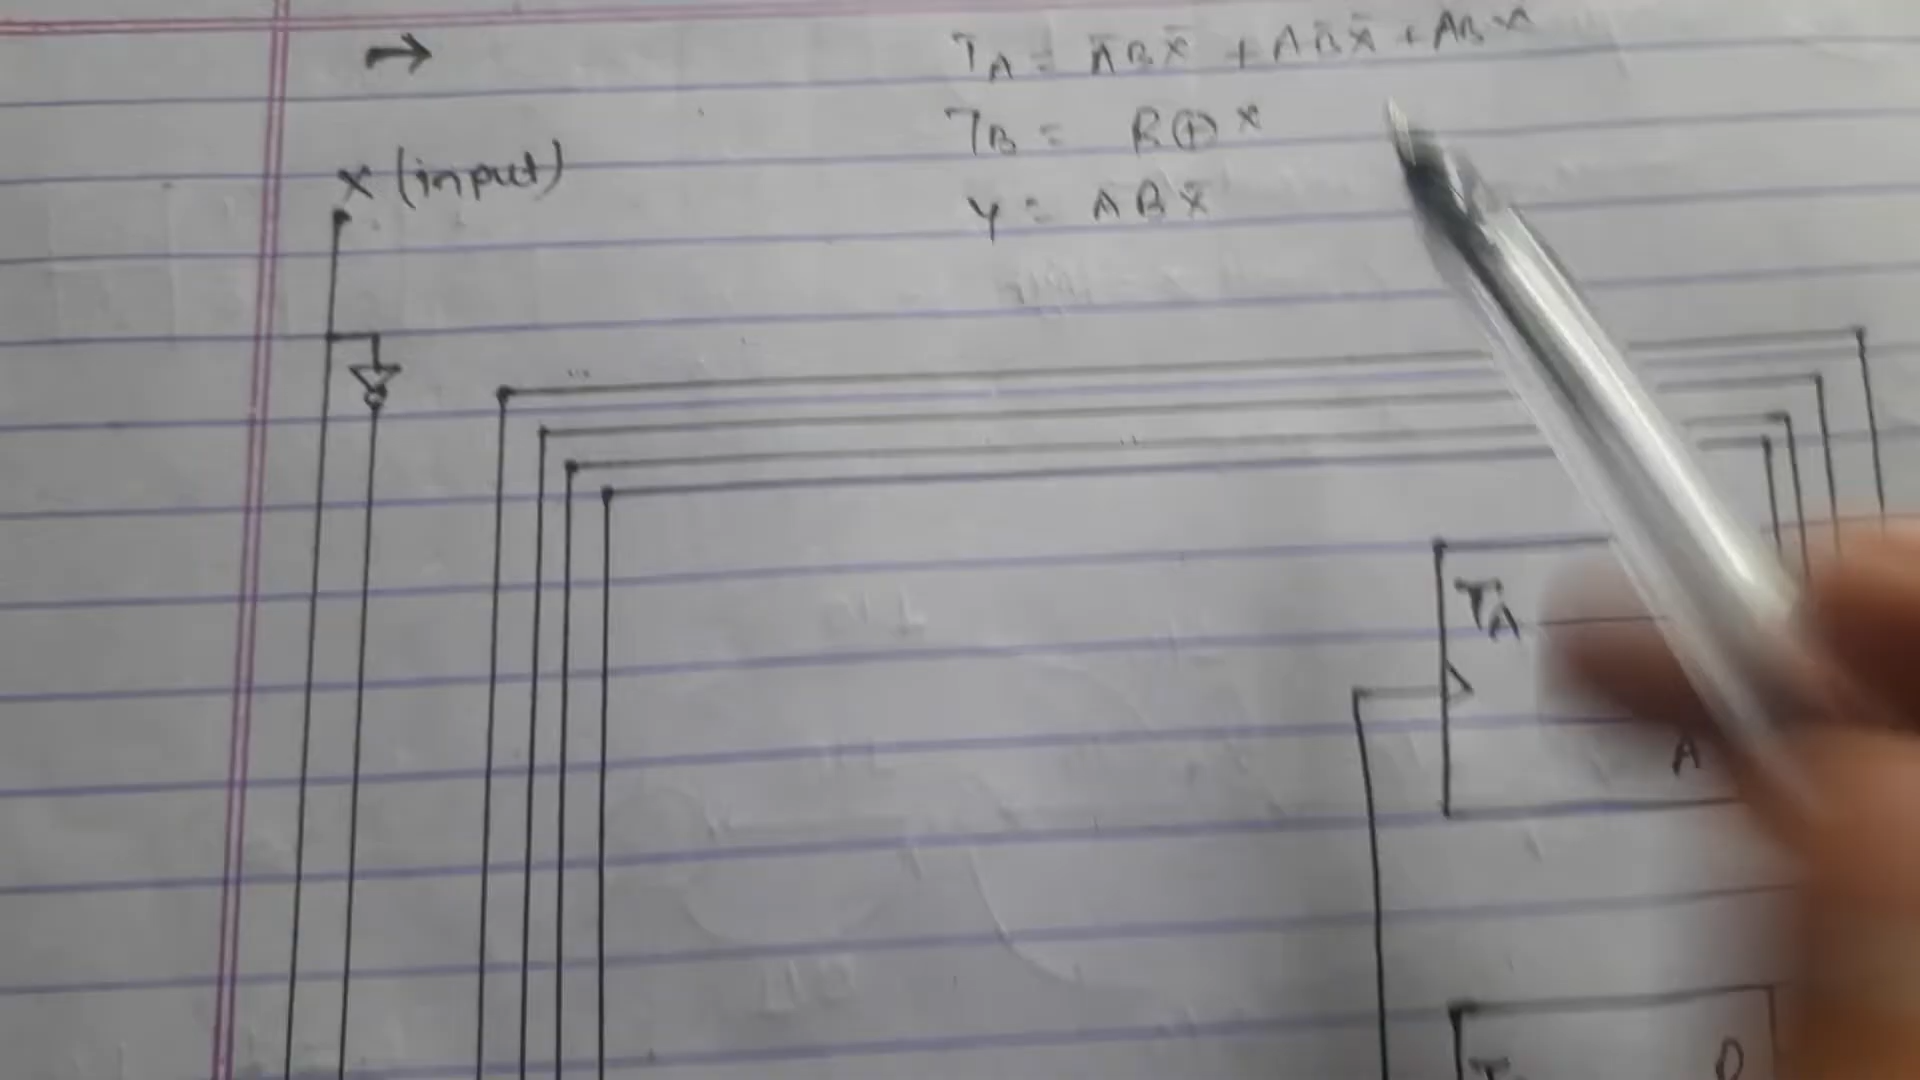 →
T_A = A̅Bx̅ + AB̅x̅ + ABx
T_B = B⊕x
x (input)
y = ABx̅
T_A
A